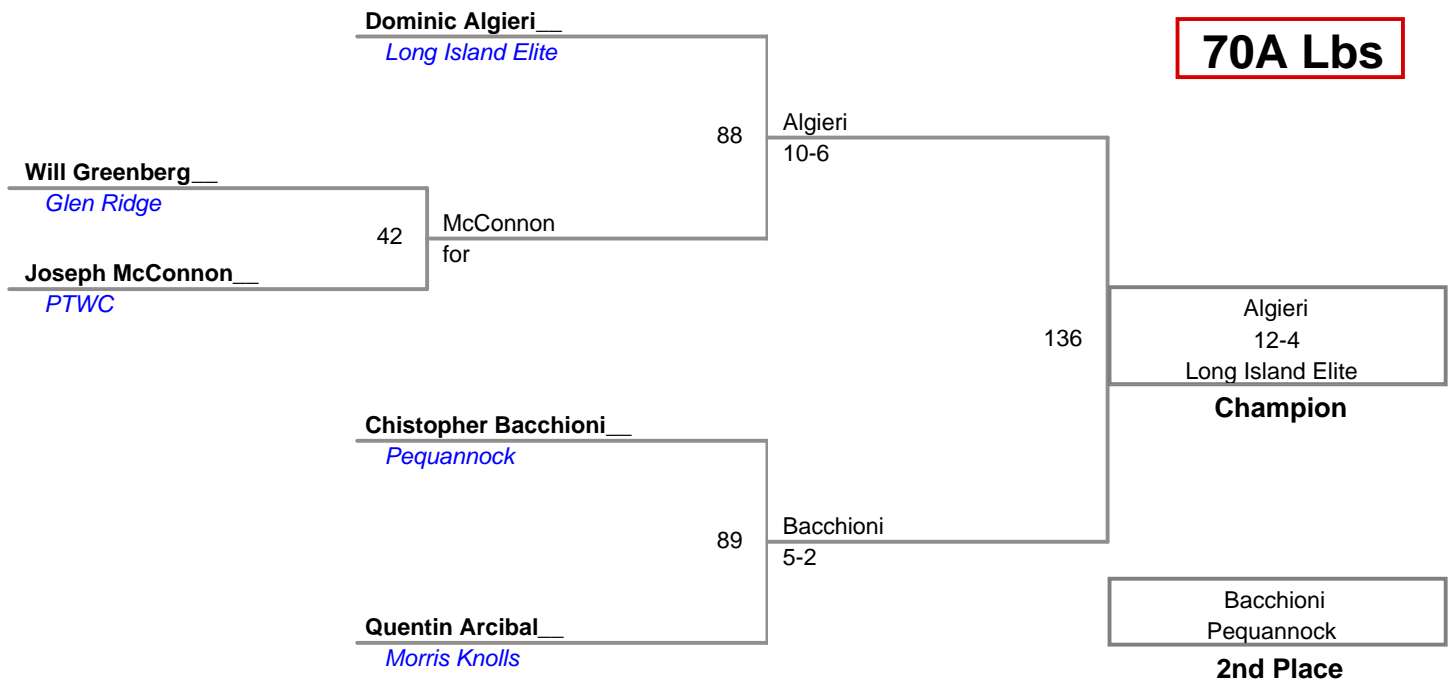 Dominic Algieri__
Long Island Elite
70A Lbs
88
Algieri
10-6
Will Greenberg__
Glen Ridge
42
McConnon
for
Joseph McConnon__
PTWC
136
Algieri
12-4
Long Island Elite
Champion
Chistopher Bacchioni__
Pequannock
89
Bacchioni
5-2
Quentin Arcibal__
Morris Knolls
Bacchioni
Pequannock
2nd Place